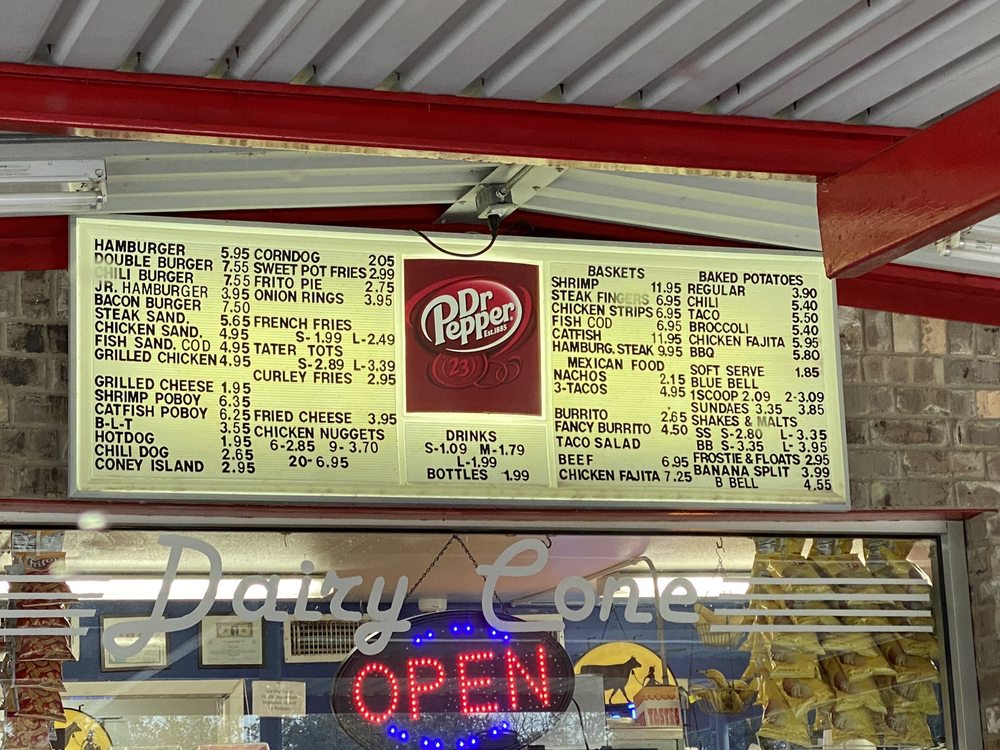 HAMBURGER 5.95
DOUBLE BURGER 7.55
CHILI BURGER 7.55
JR. HAMBURGER 3.95
BACON BURGER 7.50
STEAK SAND. 5.65
CHICKEN SAND. 4.95
FISH SAND. COD 4.95
GRILLED CHICKEN 4.95
GRILLED CHEESE 1.95
SHRIMP POBOY 6.35
CATFISH POBOY 6.25
B-L-T 3.55
HOTDOG 1.95
CHILI DOG 2.65
CONEY ISLAND 2.95
CORNDOG 205
SWEET POT FRIES 2.99
FRITO PIE 2.75
ONION RINGS 3.95
FRENCH FRIES
S-1.99 L-2.49
TATER TOTS
S-2.89 L-3.39
CURLEY FRIES 2.95
FRIED CHEESE 3.95
CHICKEN NUGGETS
6-2.85 9-3.70
20-6.95
Dr Pepper
Est. 1885
23
DRINKS
S-1.09 M-1.79
L-1.99
BOTTLES 1.99
BASKETS
SHRIMP 11.95
STEAK FINGERS 6.95
CHICKEN STRIPS 6.95
FISH COD 6.95
CATFISH 11.95
HAMBURG. STEAK 9.95
MEXICAN FOOD
NACHOS 2.15
3-TACOS 4.95
BURRITO 2.65
FANCY BURRITO 4.50
TACO SALAD
BEEF 6.95
CHICKEN FAJITA 7.25
BAKED POTATOES
REGULAR 3.90
CHILI 5.40
TACO 5.50
BROCCOLI 5.40
CHICKEN FAJITA 5.95
BBQ 5.80
SOFT SERVE 1.85
BLUE BELL
1SCOOP 2.09 2-3.09
SUNDAES 3.35 3.85
SHAKES & MALTS
SS S-2.80 L-3.35
BB S-3.35 L-3.95
FROSTIE & FLOATS 2.95
BANANA SPLIT 3.99
B BELL 4.55
Dairy Cone
OPEN